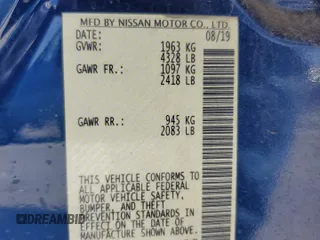 MFD BY NISSAN MOTOR CO., LTD.
DATE: 08/19
GVWR: 1963 KG
4328 LB
GAWR FR.: 1097 KG
2418 LB
GAWR RR.: 945 KG
2083 LB
THIS VEHICLE CONFORMS TO
ALL APPLICABLE FEDERAL
MOTOR VEHICLE SAFETY,
BUMPER, AND THEFT
PREVENTION STANDARDS IN
EFFECT ON THE DATE OF
MANUFACTURE SHOWN ABOVE.
DREAMBID